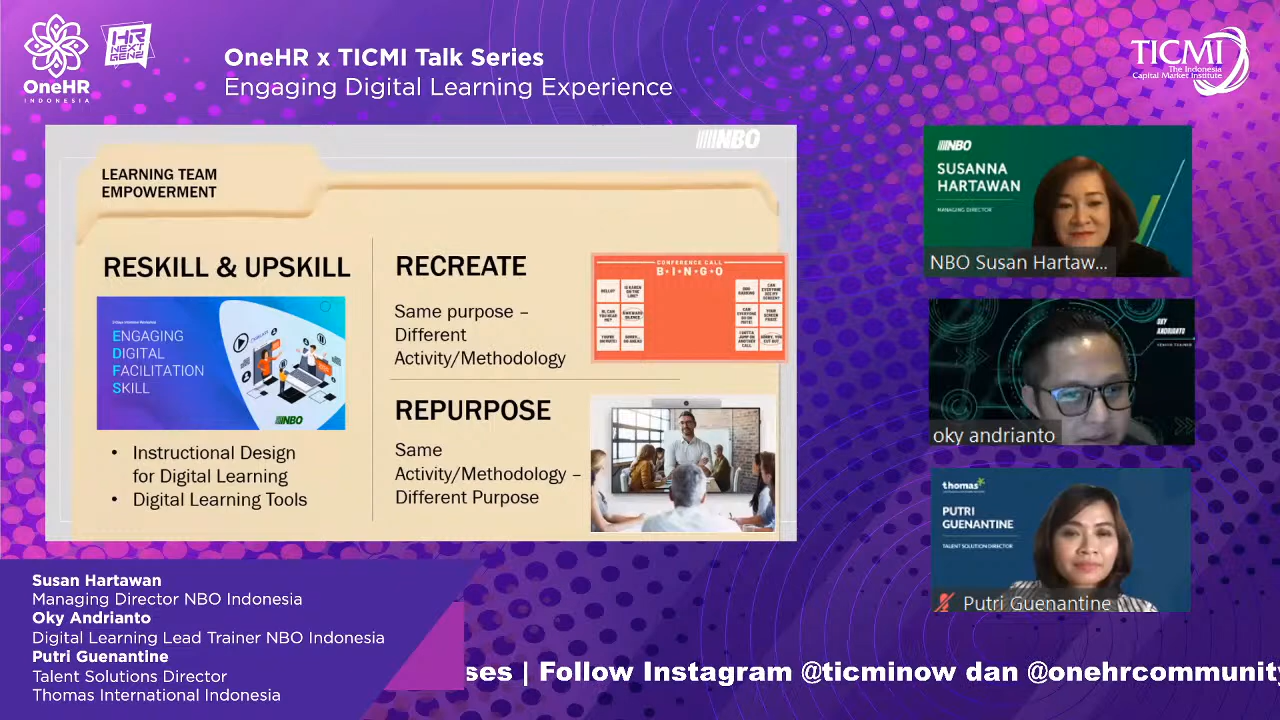 OneHR
INDONESIA
HR
NEXT
GEN2
OneHR x TICMI Talk Series
Engaging Digital Learning Experience
TICMI
The Indonesia
Capital Market Institute
NBO
LEARNING TEAM
EMPOWERMENT
RESKILL & UPSKILL
ENGAGING
DIGITAL
FACILITATION
SKILL
NBO
• Instructional Design
for Digital Learning
• Digital Learning Tools
RECREATE
Same purpose –
Different
Activity/Methodology
CONFERENCE CALL
B•I•N•G•O
REPURPOSE
Same
Activity/Methodology –
Different Purpose
NBO
SUSANNA
HARTAWAN
MANAGING DIRECTOR
NBO Susan Hartaw...
OKY
ANDRIANTO
oky andrianto
thomas
PUTRI
GUENANTINE
TALENT SOLUTION DIRECTOR
Putri Guenantine
Susan Hartawan
Managing Director NBO Indonesia
Oky Andrianto
Digital Learning Lead Trainer NBO Indonesia
Putri Guenantine
Talent Solutions Director
Thomas International Indonesia
ses | Follow Instagram @ticminow dan @onehrcommunity